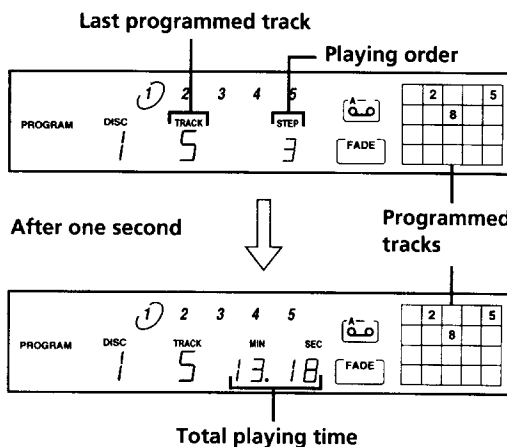 Last programmed track
Playing order
1 2 3 4 5
PROGRAM DISC TRACK STEP A 2 5
8
1 5 3 FADE
After one second
Programmed
tracks
1 2 3 4 5
PROGRAM DISC TRACK MIN SEC A 2 5
8
1 5 13. 18 FADE
Total playing time